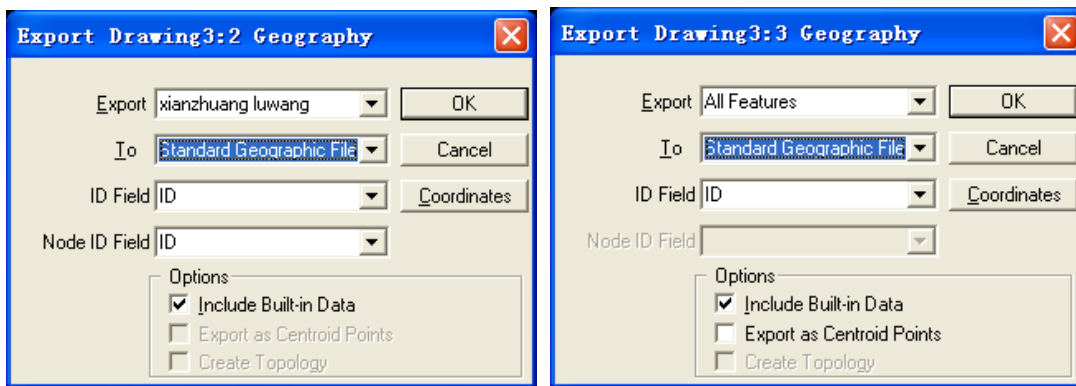 Export Drawing3:2 Geography
Export xianzhuang luwang OK
To Standard Geographic File Cancel
ID Field ID Coordinates
Node ID Field ID
Options
Include Built-in Data
Export as Centroid Points
Create Topology
Export Drawing3:3 Geography
Export All Features OK
To Standard Geographic File Cancel
ID Field ID Coordinates
Node ID Field
Options
Include Built-in Data
Export as Centroid Points
Create Topology